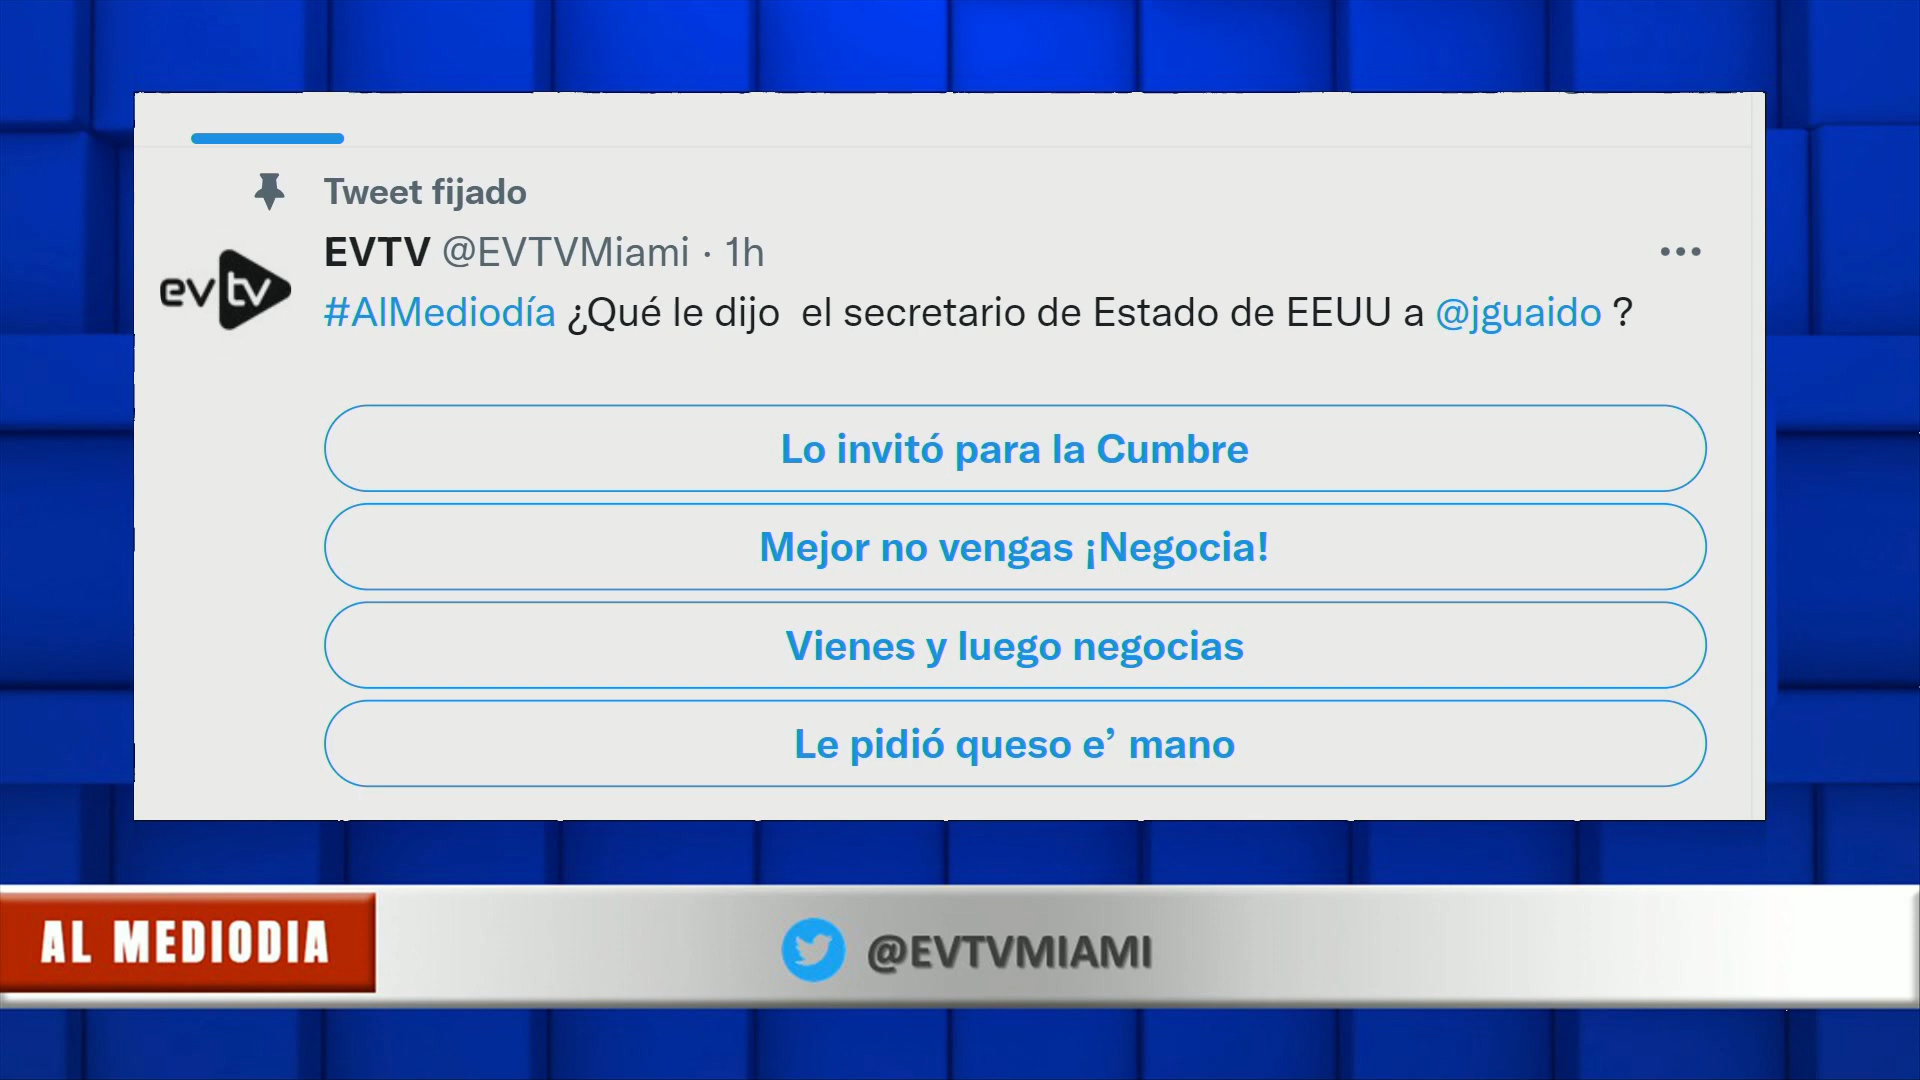 Tweet fijado
EVTV @EVTVMiami · 1h
evtv
#AlMediodía ¿Qué le dijo  el secretario de Estado de EEUU a @jguaido ?
Lo invitó para la Cumbre
Mejor no vengas ¡Negocia!
Vienes y luego negocias
Le pidió queso e’ mano
AL MEDIODIA
@EVTVMIAMI